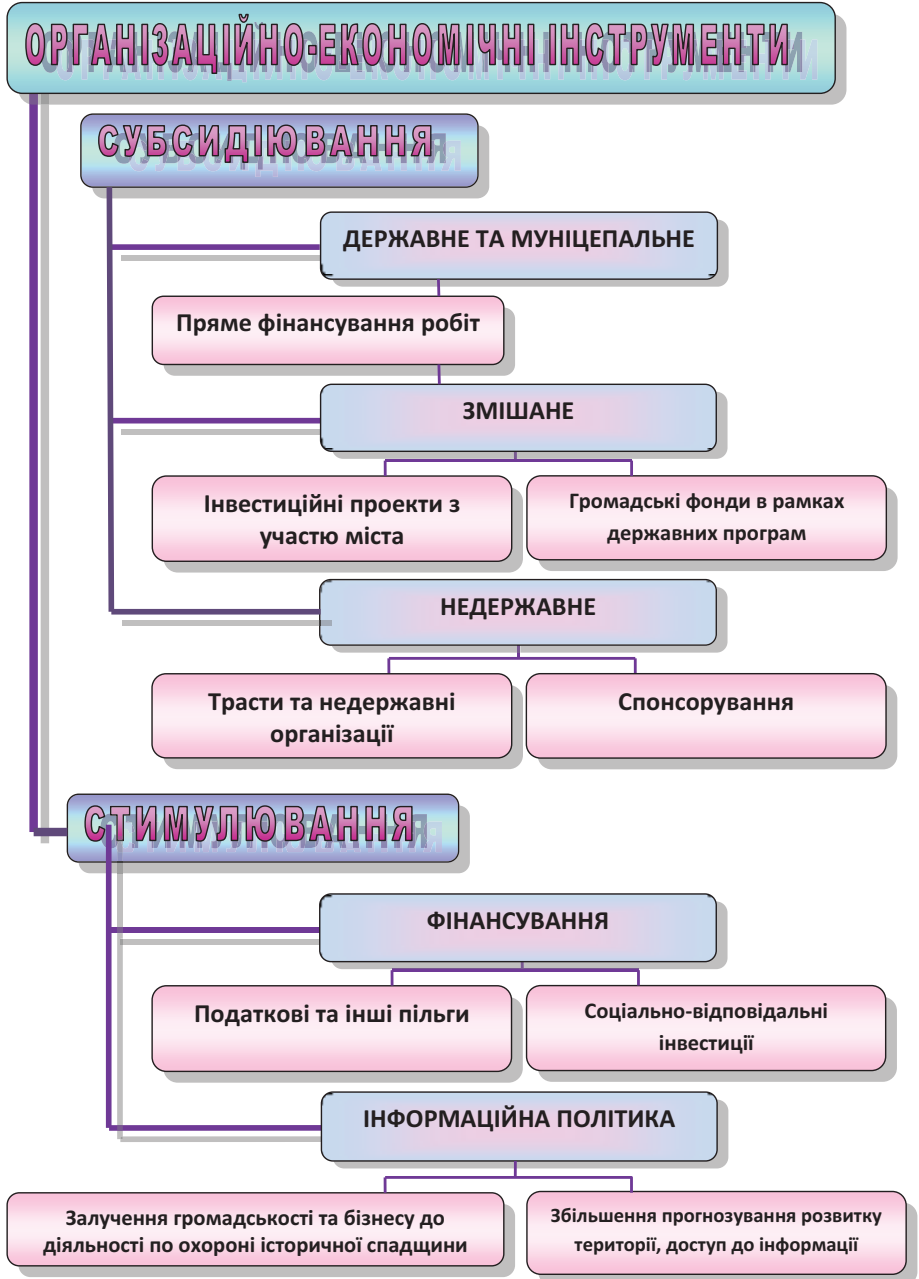 ОРГАНІЗАЦІЙНО-ЕКОНОМІЧНІ ІНСТРУМЕНТИ
СУБСИДІЮВАННЯ
ДЕРЖАВНЕ ТА МУНІЦЕПАЛЬНЕ
Пряме фінансування робіт
ЗМІШАНЕ
Інвестиційні проекти з
участю міста
Громадські фонди в рамках
державних програм
НЕДЕРЖАВНЕ
Трасти та недержавні
організації
Спонсорування
СТИМУЛЮВАННЯ
ФІНАНСУВАННЯ
Податкові та інші пільги
Соціально-відповідальні
інвестиції
ІНФОРМАЦІЙНА ПОЛІТИКА
Залучення громадськості та бізнесу до
діяльності по охороні історичної спадщини
Збільшення прогнозування розвитку
території, доступ до інформації